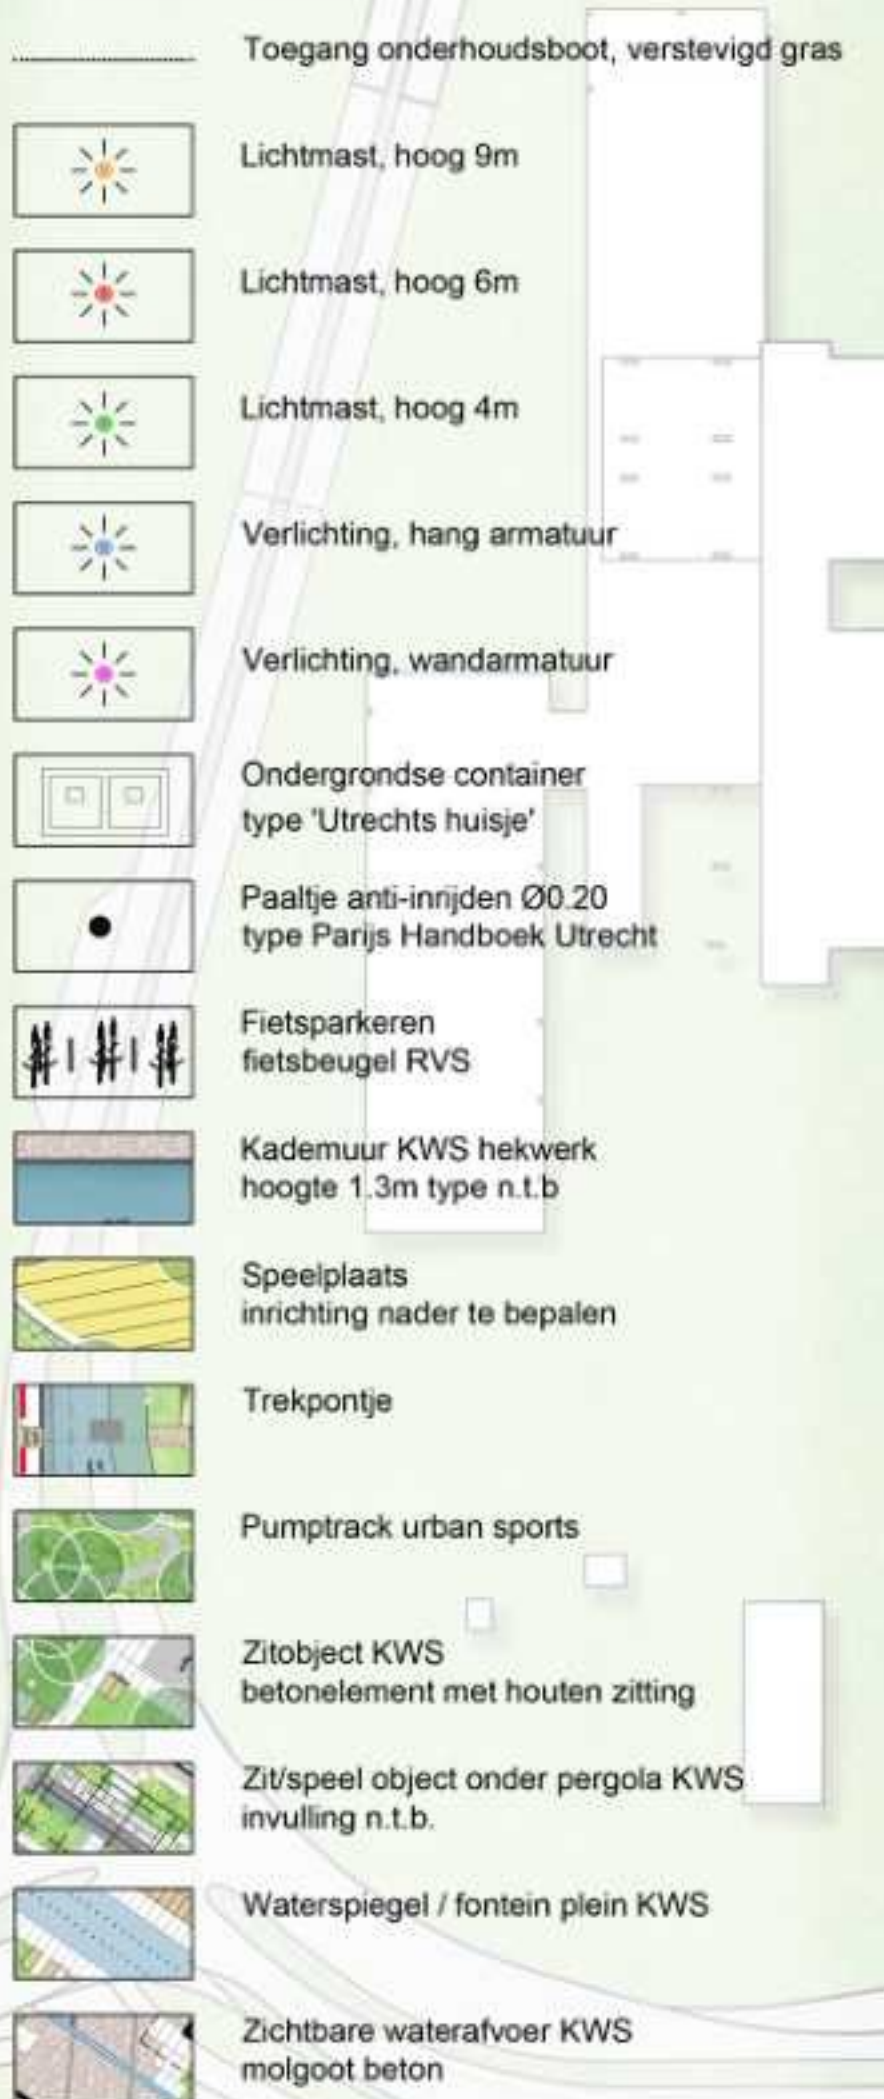 Toegang onderhoudsboot, verstevigd gras
Lichtmast, hoog 9m
Lichtmast, hoog 6m
Lichtmast, hoog 4m
Verlichting, hang armatuur
Verlichting, wandarmatuur
Ondergrondse container
type 'Utrechts huisje'
Paaltje anti-inrijden Ø0.20
type Parijs Handboek Utrecht
Fietsparkeren
fietsbeugel RVS
Kademuur KWS hekwerk
hoogte 1.3m type n.t.b
Speelplaats
inrichting nader te bepalen
Trekpontje
Pumptrack urban sports
Zitobject KWS
betonelement met houten zitting
Zit/speel object onder pergola KWS
invulling n.t.b.
Waterspiegel / fontein plein KWS
Zichtbare waterafvoer KWS
molgoot beton